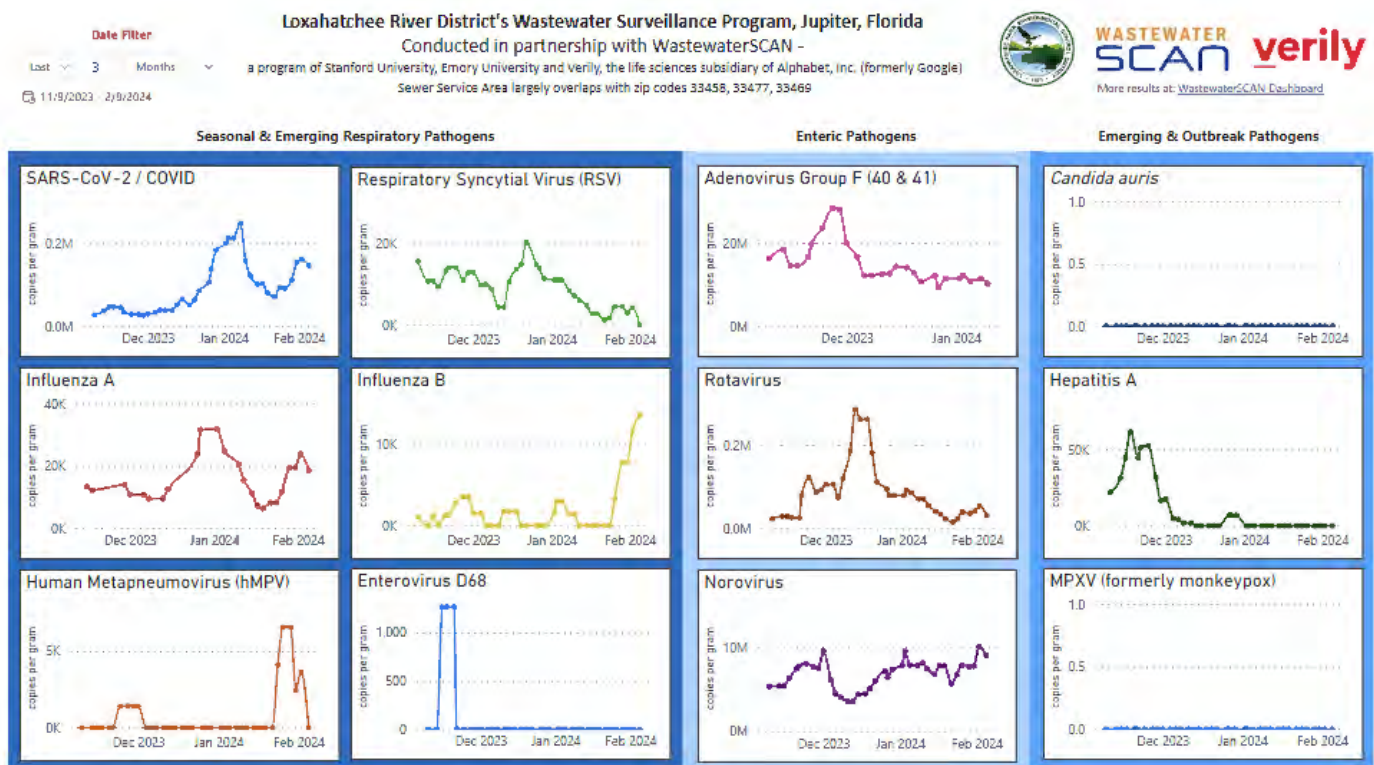 Loxahatchee River District's Wastewater Surveillance Program, Jupiter, Florida
Conducted in partnership with WastewaterSCAN -
a program of Stanford University, Emory University and Verily, the life sciences subsidiary of Alphabet, Inc. (formerly Google)
Sewer Service Area largely overlaps with zip codes 33458, 33477, 33469
Date Filter
Last 3 Months
11/9/2023 - 2/8/2024
WASTEWATER
SCAN
verily
More results at: WastewaterSCAN Dashboard
Seasonal & Emerging Respiratory Pathogens
Enteric Pathogens
Emerging & Outbreak Pathogens
SARS-CoV-2 / COVID
copies per gram
0.2M
0.0M
Dec 2023 Jan 2024 Feb 2024
Respiratory Syncytial Virus (RSV)
copies per gram
20K
0K
Dec 2023 Jan 2024 Feb 2024
Adenovirus Group F (40 & 41)
copies per gram
20M
0M
Dec 2023 Jan 2024
Candida auris
copies per gram
1.0
0.5
0.0
Dec 2023 Jan 2024 Feb 2024
Influenza A
copies per gram
40K
20K
0K
Dec 2023 Jan 2024 Feb 2024
Influenza B
copies per gram
10K
0K
Dec 2023 Jan 2024 Feb 2024
Rotavirus
copies per gram
0.2M
0.0M
Dec 2023 Jan 2024 Feb 2024
Hepatitis A
copies per gram
50K
0K
Dec 2023 Jan 2024 Feb 2024
Human Metapneumovirus (hMPV)
copies per gram
5K
0K
Dec 2023 Jan 2024 Feb 2024
Enterovirus D68
copies per gram
1,000
500
0
Dec 2023 Jan 2024 Feb 2024
Norovirus
copies per gram
10M
0M
Dec 2023 Jan 2024 Feb 2024
MPXV (formerly monkeypox)
copies per gram
1.0
0.5
0.0
Dec 2023 Jan 2024 Feb 2024